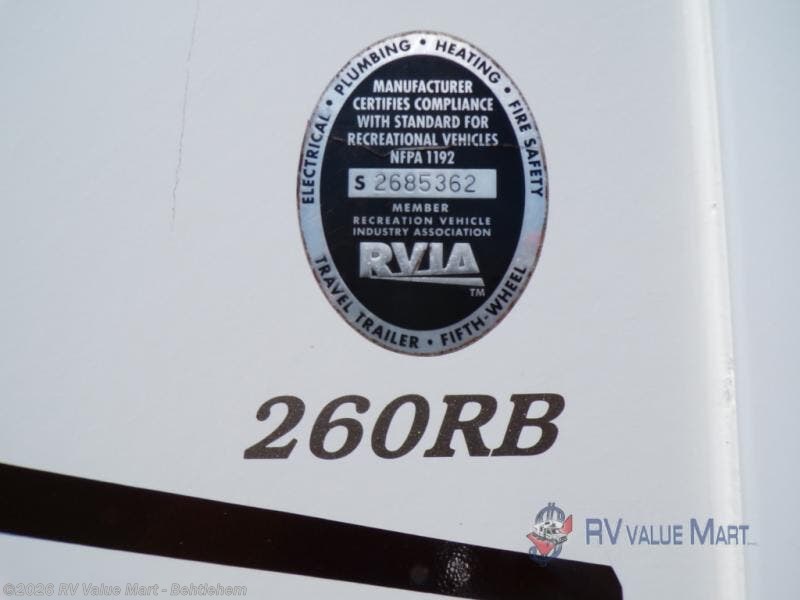 ELECTRICAL • PLUMBING • HEATING • FIRE SAFETY
MANUFACTURER
CERTIFIES COMPLIANCE
WITH STANDARD FOR
RECREATIONAL VEHICLES
NFPA 1192
S 2685362
MEMBER
RECREATION VEHICLE
INDUSTRY ASSOCIATION
RVIA
TM
TRAVEL TRAILER • FIFTH-WHEEL
260RB
RV VALUE MART
©2026 RV Value Mart - Behtlehem